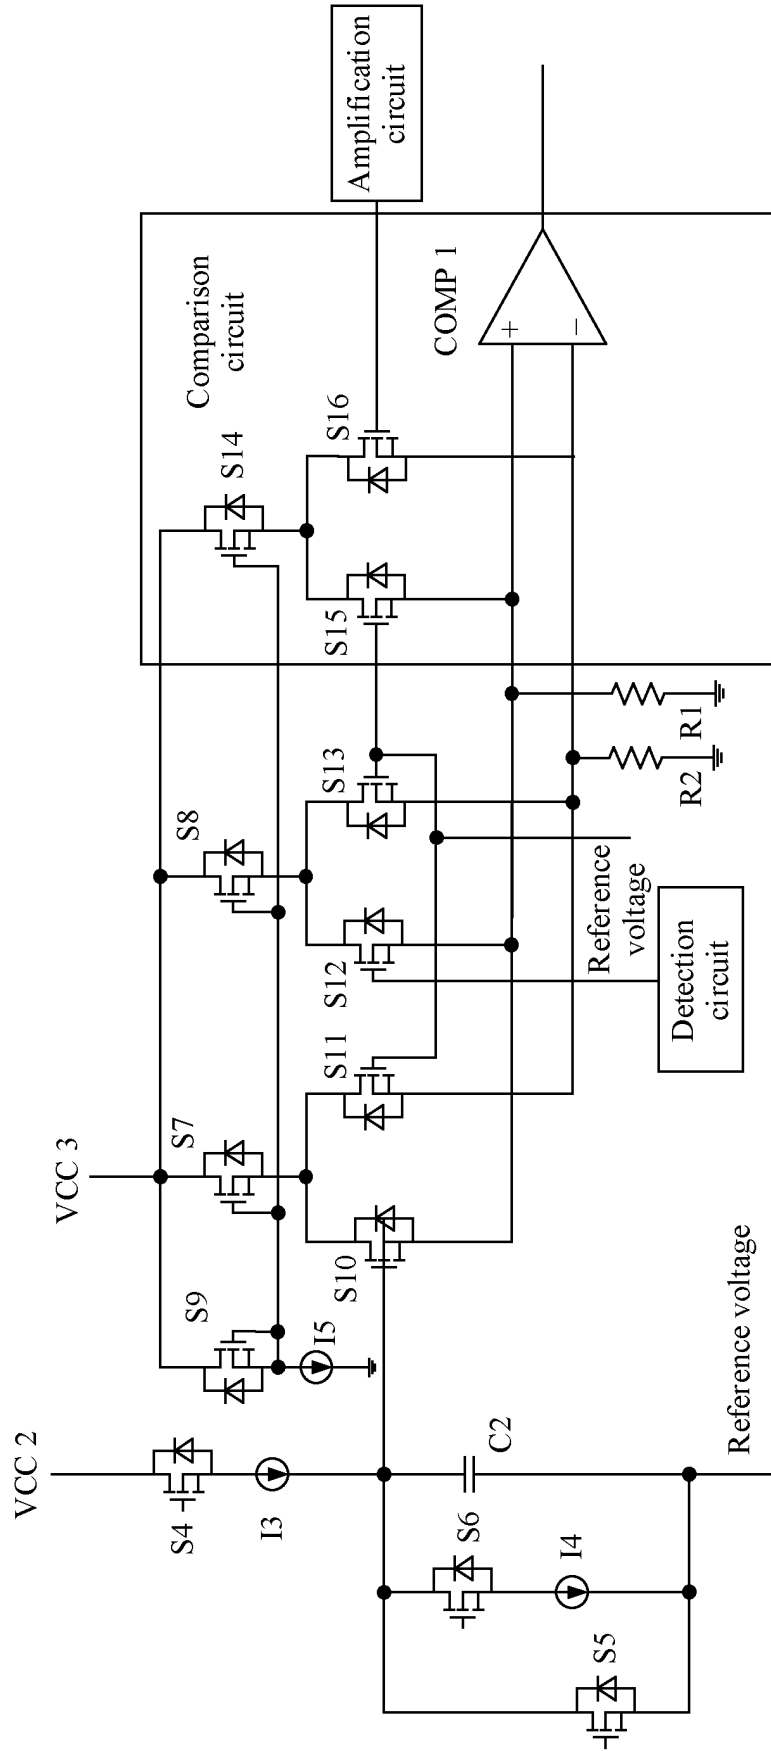 VCC 2
S4
I3
C2
S6
I4
S5
Reference voltage
VCC 3
S9
I5
S7
S10
S11
S8
S12
S13
Reference
voltage
Detection
circuit
R2
R1
Comparison
circuit
S14
S15
S16
COMP 1
+
−
Amplification
circuit